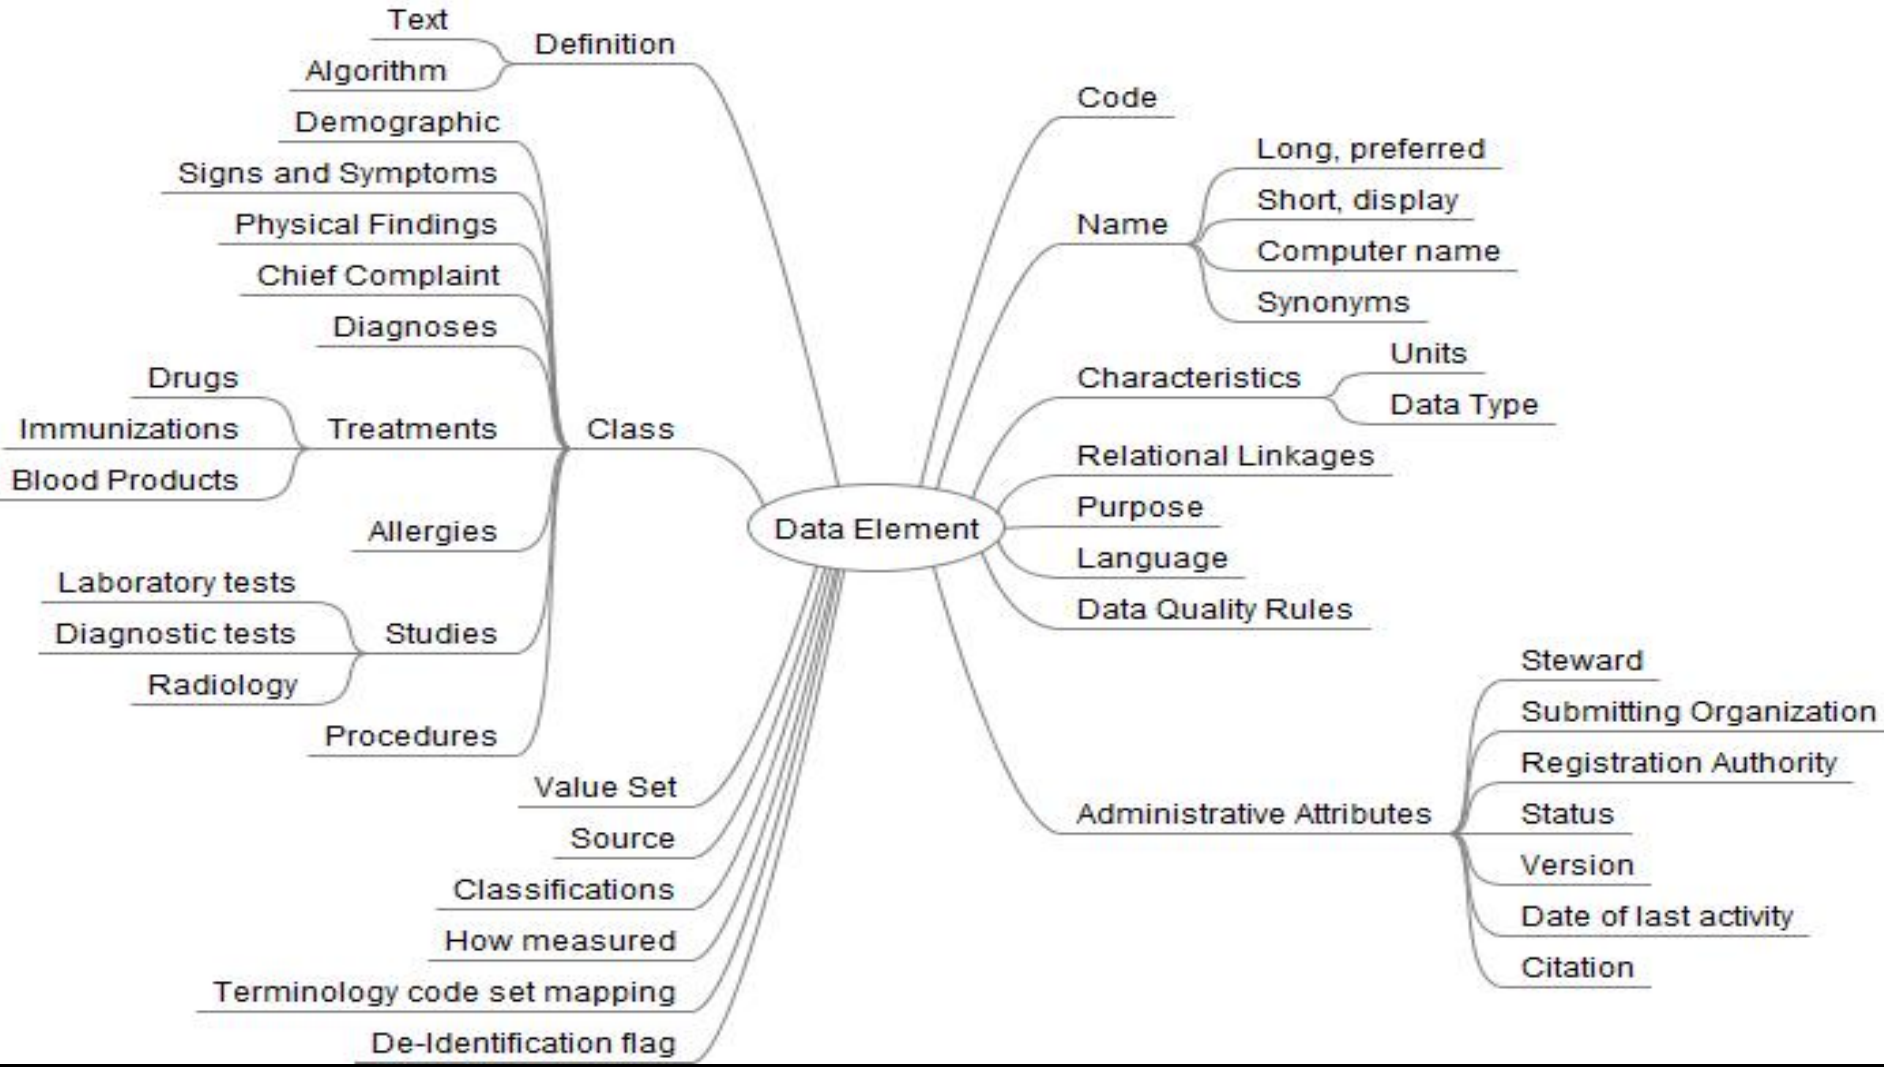 Text
Definition
Algorithm
Demographic
Signs and Symptoms
Physical Findings
Chief Complaint
Diagnoses
Drugs
Immunizations
Treatments
Class
Blood Products
Allergies
Laboratory tests
Diagnostic tests
Studies
Radiology
Procedures
Value Set
Source
Classifications
How measured
Terminology code set mapping
De-Identification flag
Data Element
Code
Long, preferred
Short, display
Name
Computer name
Synonyms
Units
Characteristics
Data Type
Relational Linkages
Purpose
Language
Data Quality Rules
Steward
Submitting Organization
Registration Authority
Administrative Attributes
Status
Version
Date of last activity
Citation